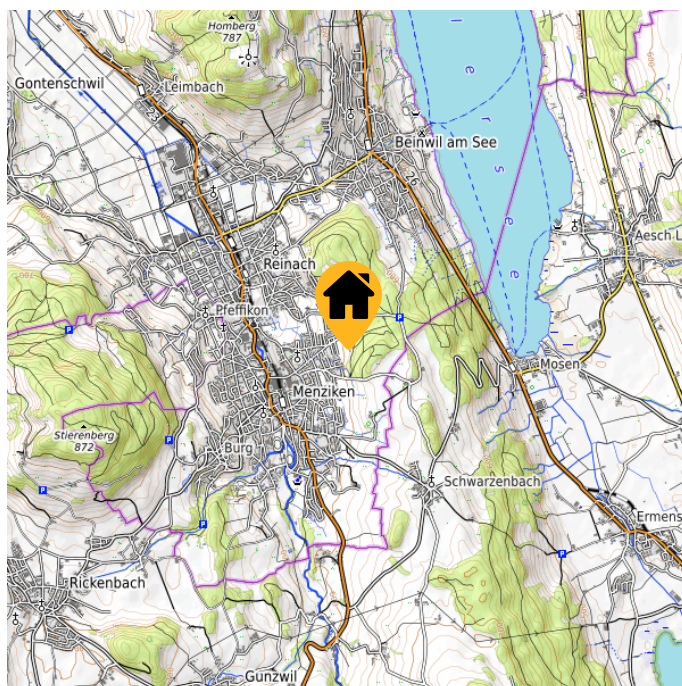 Homberg
787
Gontenschwil
Leimbach
23
e
r
s
e
e
Beinwil am See
26
Aesch L
Reinach
Pfeffikon
P
P
Mosen
Menziken
Stierenberg
872
P
Burg
Schwarzenbach
P
P
Ermens
P
Rickenbach
Gunzwil